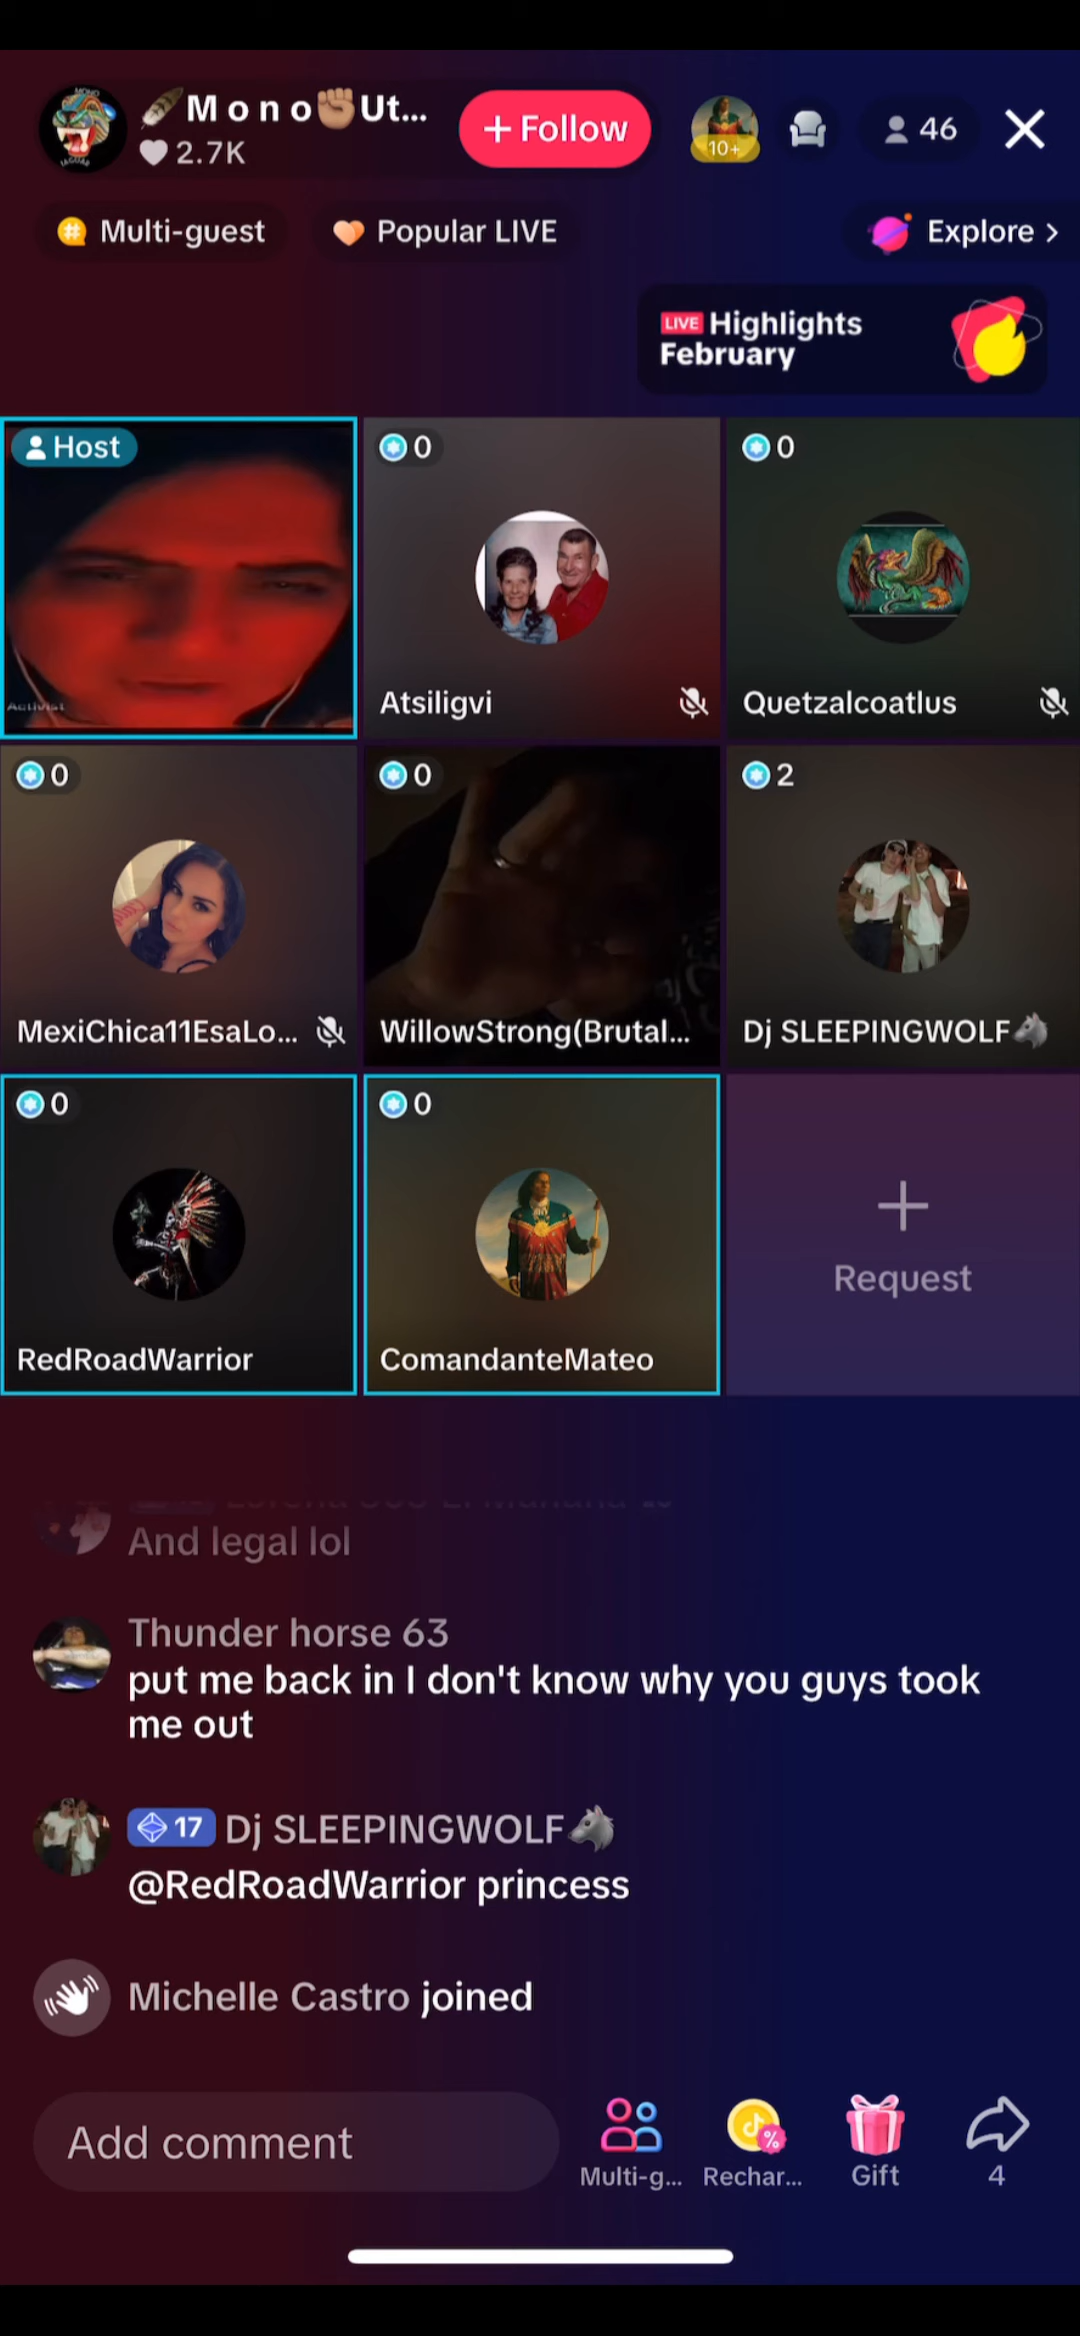 M o n o✊🏽Ut...
2.7K
+ Follow
10+
46
Multi-guest
Popular LIVE
Explore >
LIVE Highlights
February
Host
Activist
0
Atsiligvi
0
Quetzalcoatlus
0
MexiChica11EsaLo...
0
WillowStrong(Brutal...
2
Dj SLEEPINGWOLF🐺
0
RedRoadWarrior
0
ComandanteMateo
Request
And legal lol
Thunder horse 63
put me back in I don't know why you guys took
me out
17 Dj SLEEPINGWOLF🐺
@RedRoadWarrior princess
Michelle Castro joined
Add comment
Multi-g...
Rechar...
Gift
4